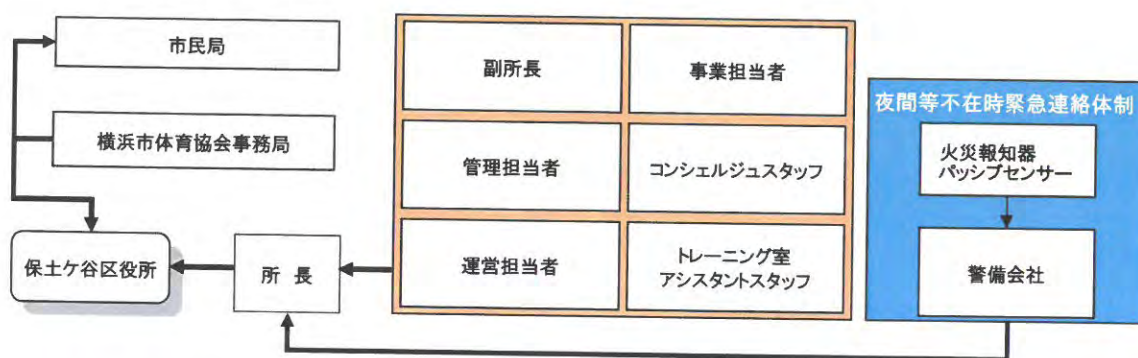 市民局
横浜市体育協会事務局
保土ケ谷区役所
所 長
副所長
事業担当者
管理担当者
コンシェルジュスタッフ
運営担当者
トレーニング室
アシスタントスタッフ
夜間等不在時緊急連絡体制
火災報知器
パッシブセンサー
警備会社